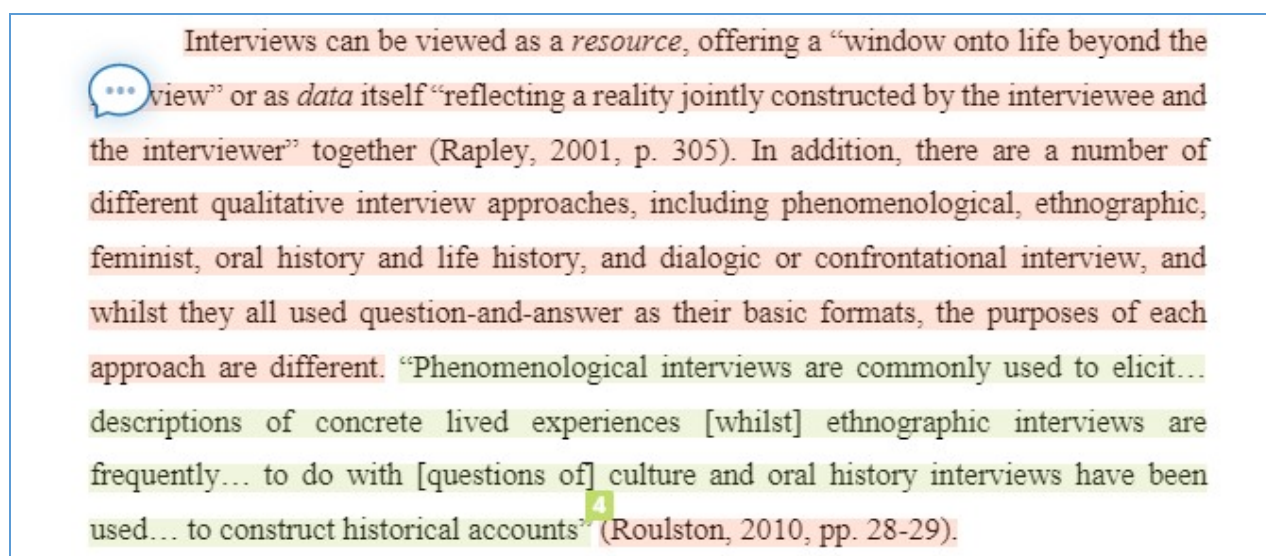 Interviews can be viewed as a resource, offering a “window onto life beyond the
view” or as data itself “reflecting a reality jointly constructed by the interviewee and
the interviewer” together (Rapley, 2001, p. 305). In addition, there are a number of
different qualitative interview approaches, including phenomenological, ethnographic,
feminist, oral history and life history, and dialogic or confrontational interview, and
whilst they all used question-and-answer as their basic formats, the purposes of each
approach are different. “Phenomenological interviews are commonly used to elicit…
descriptions of concrete lived experiences [whilst] ethnographic interviews are
frequently… to do with [questions of] culture and oral history interviews have been
4
used… to construct historical accounts” (Roulston, 2010, pp. 28-29).